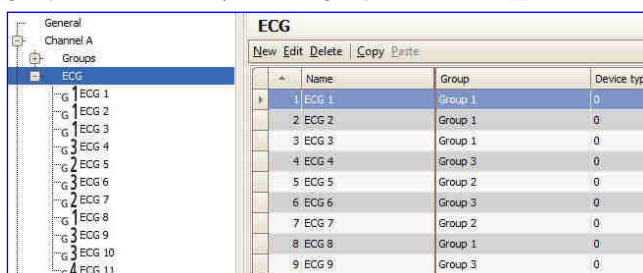 General
Channel A
Groups
ECG
G 1 ECG 1
G 1 ECG 2
G 1 ECG 3
G 3 ECG 4
G 2 ECG 5
G 3 ECG 6
G 2 ECG 7
G 1 ECG 8
G 3 ECG 9
G 3 ECG 10
G 4 ECG 11
ECG
New Edit Delete Copy Paste
Name Group Device typ
1 ECG 1 Group 1 0
2 ECG 2 Group 1 0
3 ECG 3 Group 1 0
4 ECG 4 Group 3 0
5 ECG 5 Group 2 0
6 ECG 6 Group 3 0
7 ECG 7 Group 2 0
8 ECG 8 Group 1 0
9 ECG 9 Group 3 0